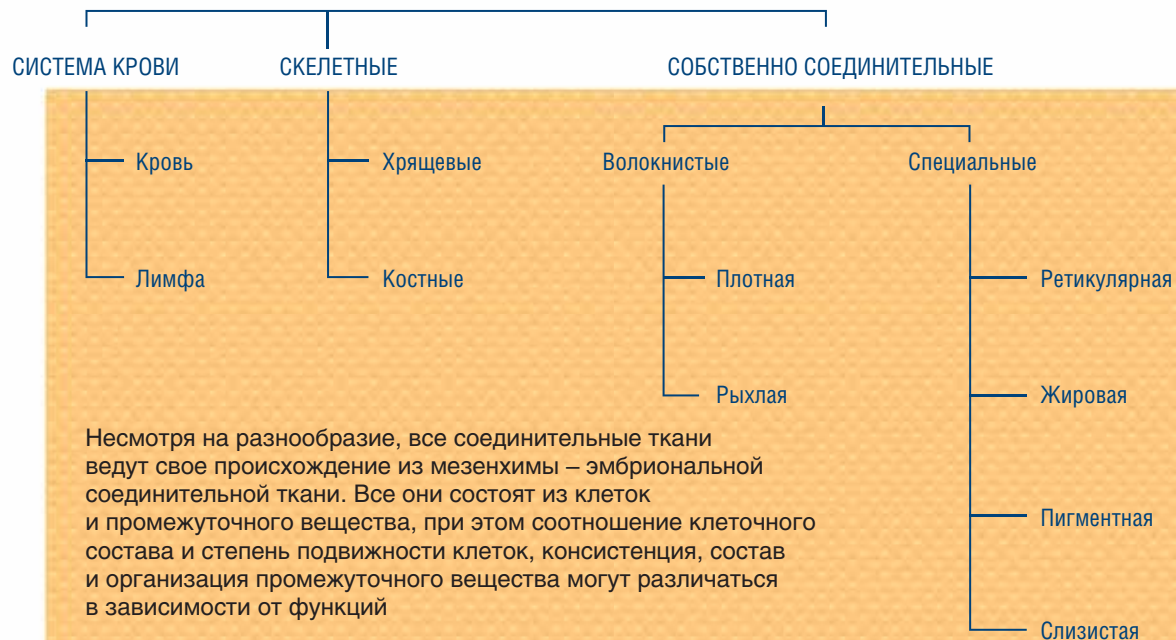 СИСТЕМА КРОВИ
СКЕЛЕТНЫЕ
СОБСТВЕННО СОЕДИНИТЕЛЬНЫЕ
Кровь
Хрящевые
Волокнистые
Специальные
Лимфа
Костные
Плотная
Ретикулярная
Рыхлая
Жировая
Несмотря на разнообразие, все соединительные ткани
ведут свое происхождение из мезенхимы – эмбриональной
соединительной ткани. Все они состоят из клеток
и промежуточного вещества, при этом соотношение клеточного
состава и степень подвижности клеток, консистенция, состав
и организация промежуточного вещества могут различаться
в зависимости от функций
Пигментная
Слизистая